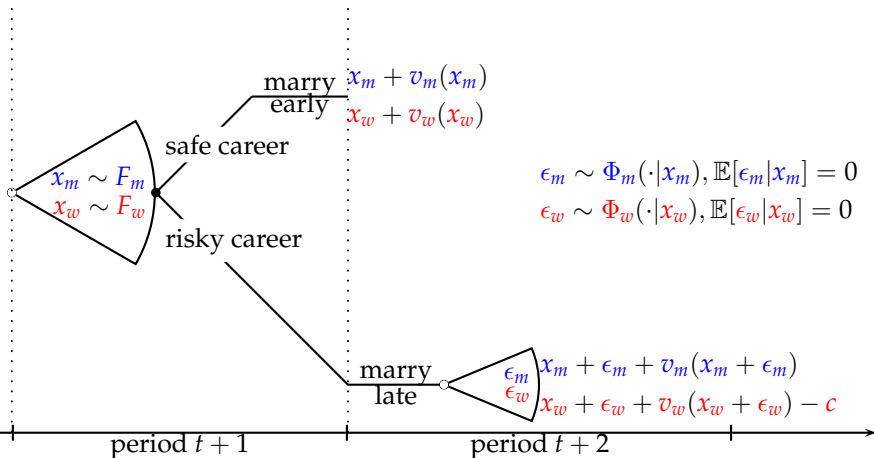 marry
early
x_m + v_m(x_m)
x_w + v_w(x_w)
safe career
x_m ∼ F_m
x_w ∼ F_w
ϵ_m ∼ Φ_m(·|x_m), 𝔼[ϵ_m|x_m] = 0
ϵ_w ∼ Φ_w(·|x_w), 𝔼[ϵ_w|x_w] = 0
risky career
marry
late
ϵ_m
ϵ_w
x_m + ϵ_m + v_m(x_m + ϵ_m)
x_w + ϵ_w + v_w(x_w + ϵ_w) − c
period t + 1
period t + 2